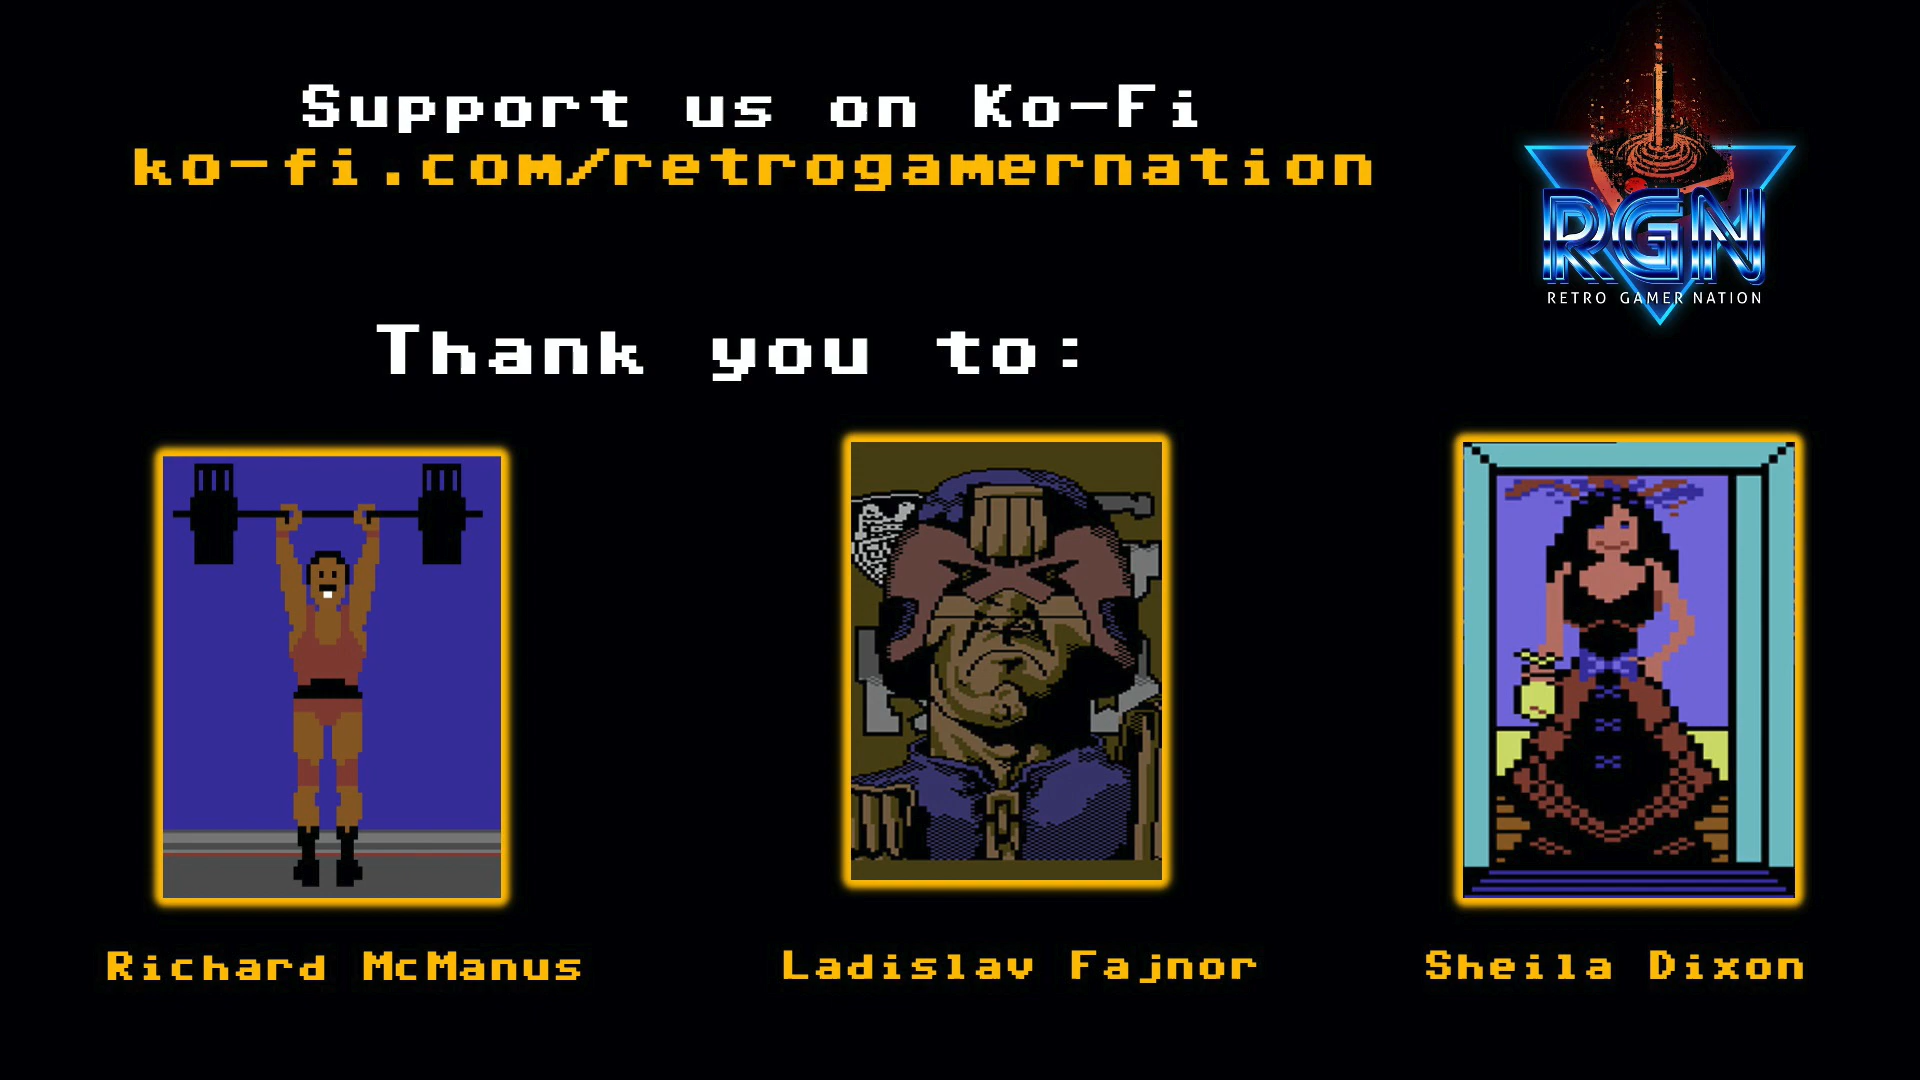 Support us on Ko-Fi
ko-fi.com/retrogamernation
RGN
RETRO GAMER NATION
Thank you to:
Richard McManus
Ladislav Fajnor
Sheila Dixon